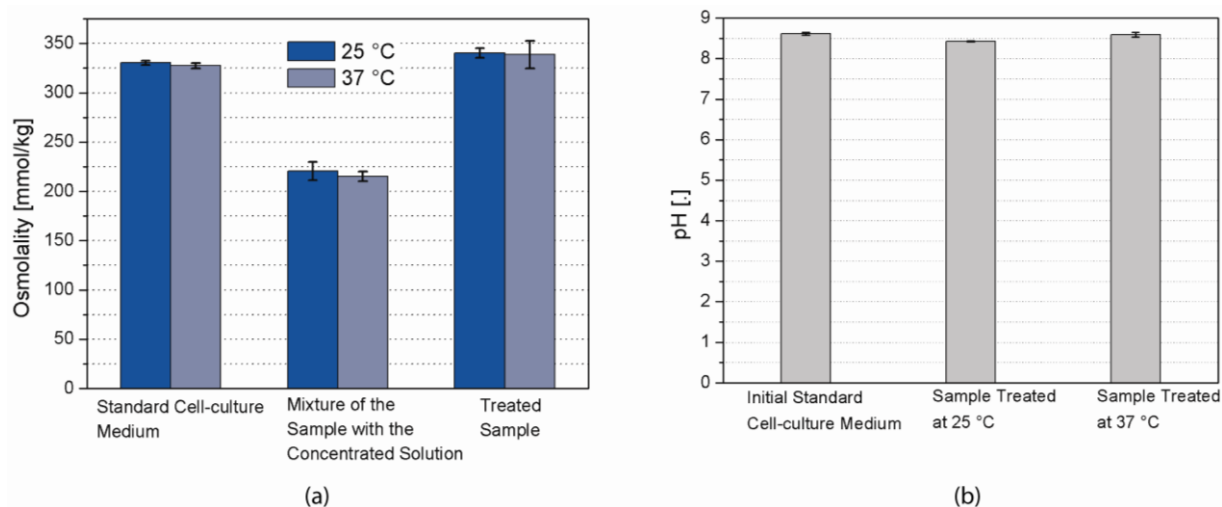 Osmolality [mmol/kg]
350
300
250
200
150
100
50
0
25 °C
37 °C
Standard Cell-culture
Medium
Mixture of the
Sample with the
Concentrated Solution
Treated
Sample
(a)
pH [.]
9
8
7
6
5
4
3
2
1
0
Initial Standard
Cell-culture Medium
Sample Treated
at 25 °C
Sample Treated
at 37 °C
(b)